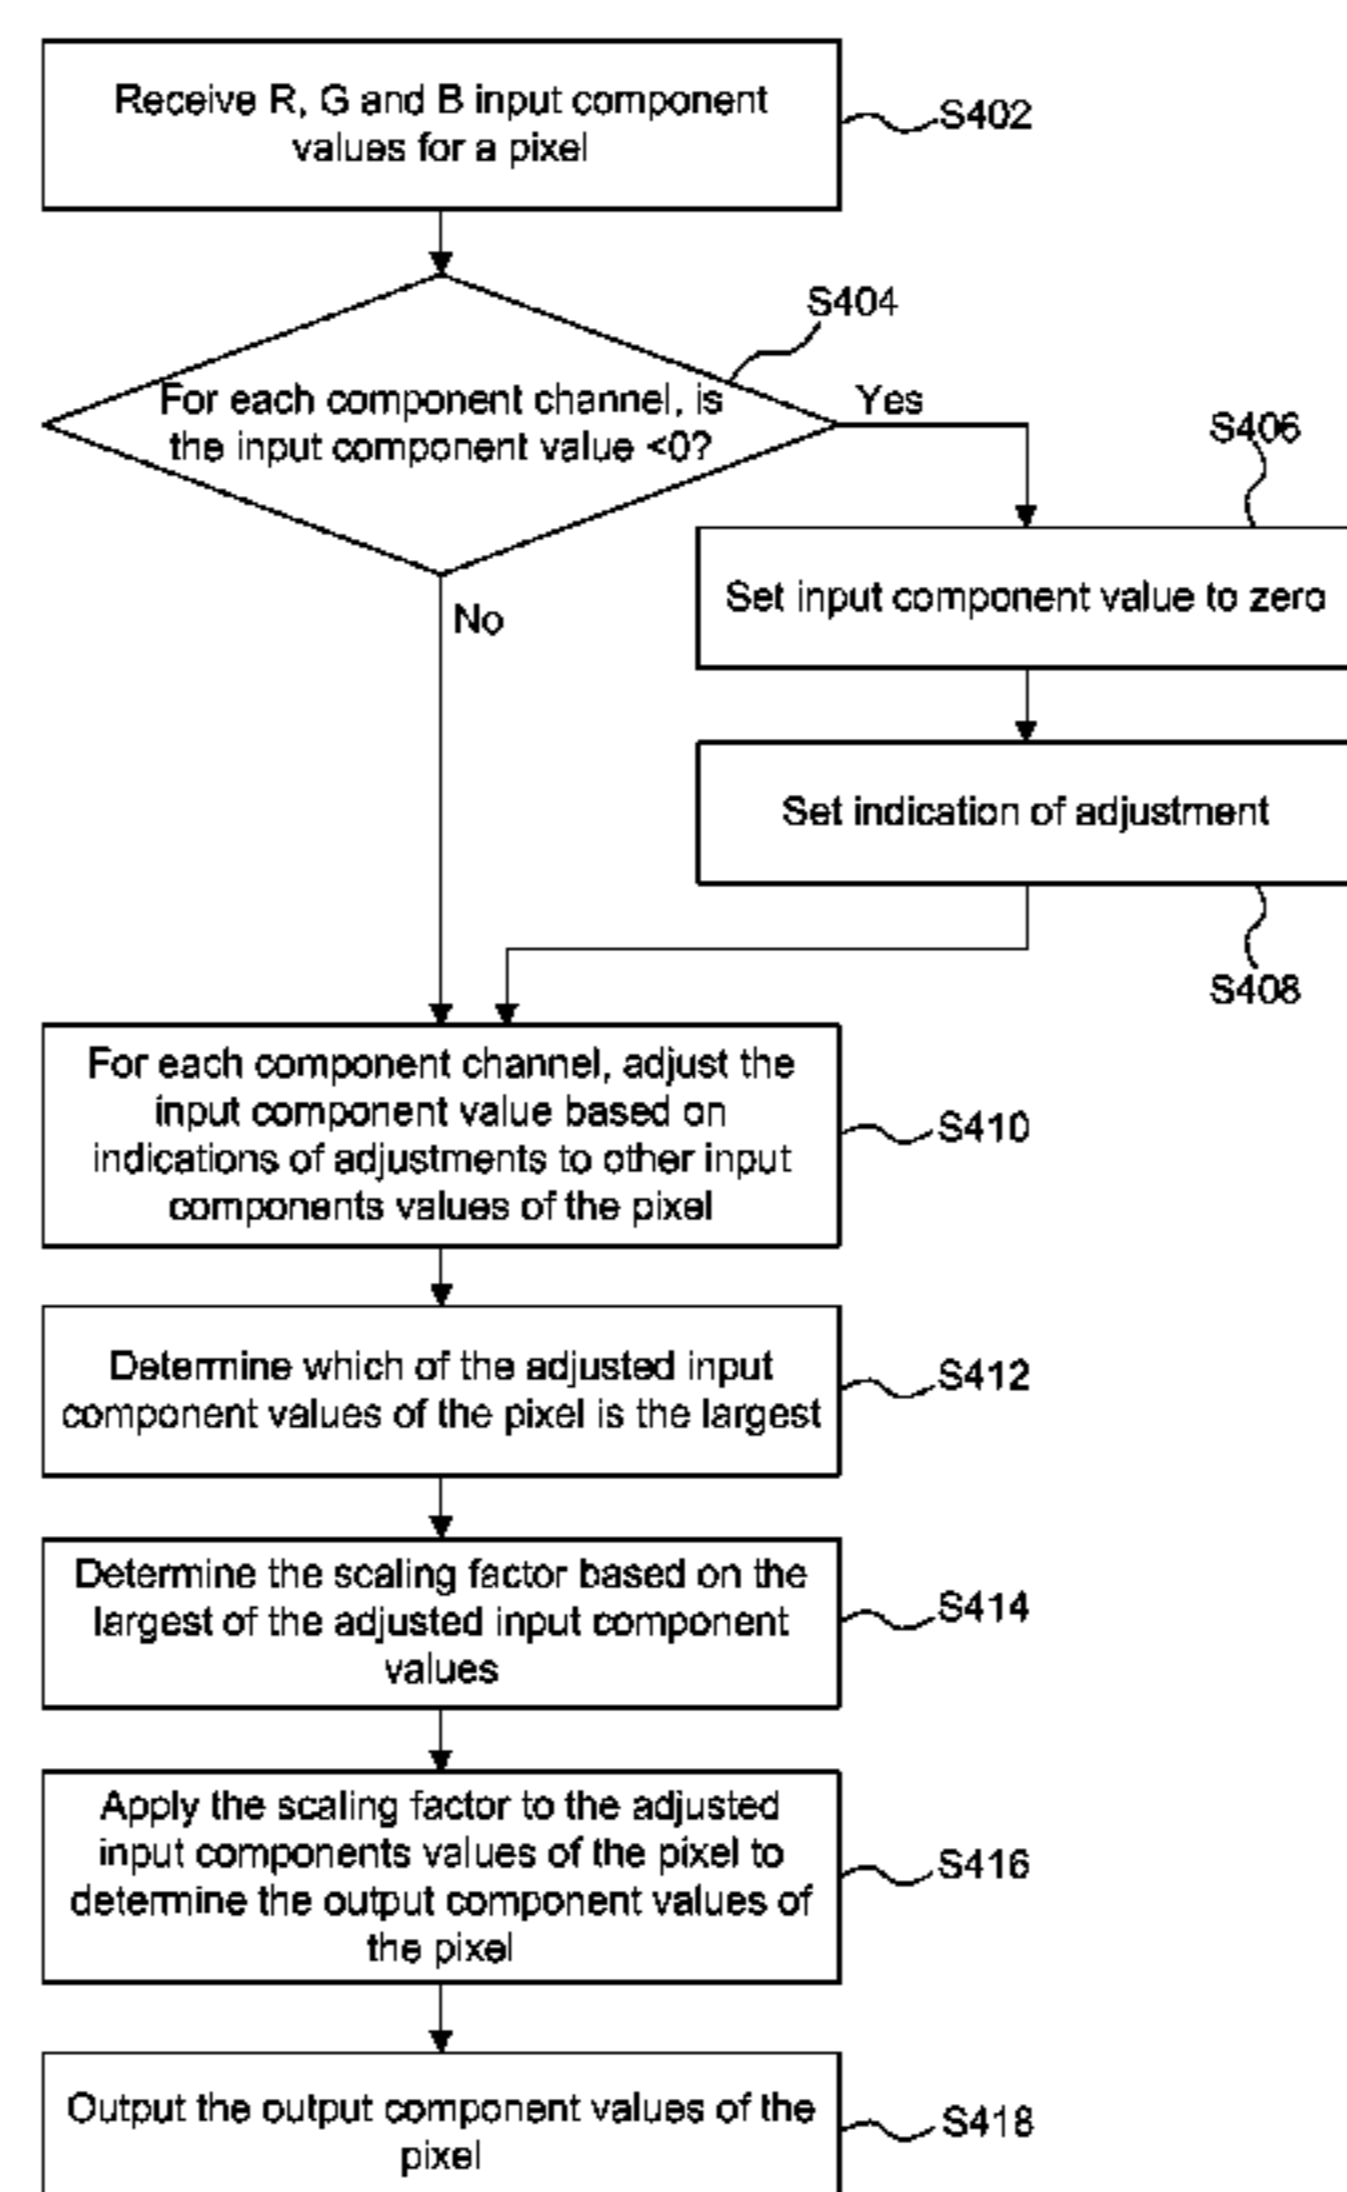 Receive R, G and B input component
values for a pixel
S402
S404
For each component channel, is
the input component value <0?
Yes
S406
No
Set input component value to zero
Set indication of adjustment
S408
For each component channel, adjust the
input component value based on
indications of adjustments to other input
components values of the pixel
S410
Determine which of the adjusted input
component values of the pixel is the largest
S412
Determine the scaling factor based on the
largest of the adjusted input component
values
S414
Apply the scaling factor to the adjusted
input components values of the pixel to
determine the output component values of
the pixel
S416
Output the output component values of the
pixel
S418